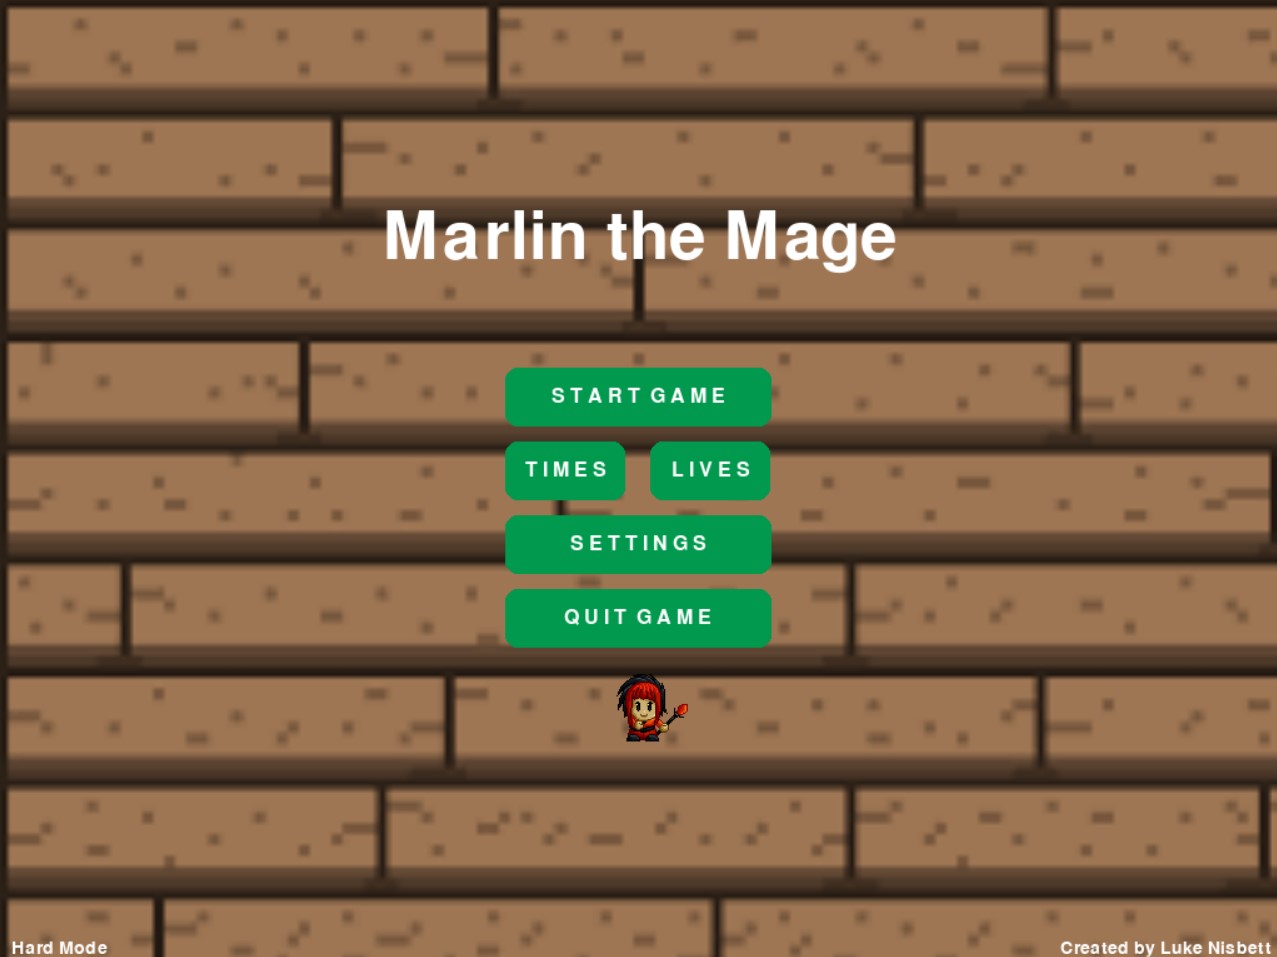 Marlin the Mage
START GAME
TIMES
LIVES
SETTINGS
QUIT GAME
Hard Mode
Created by Luke Nisbett